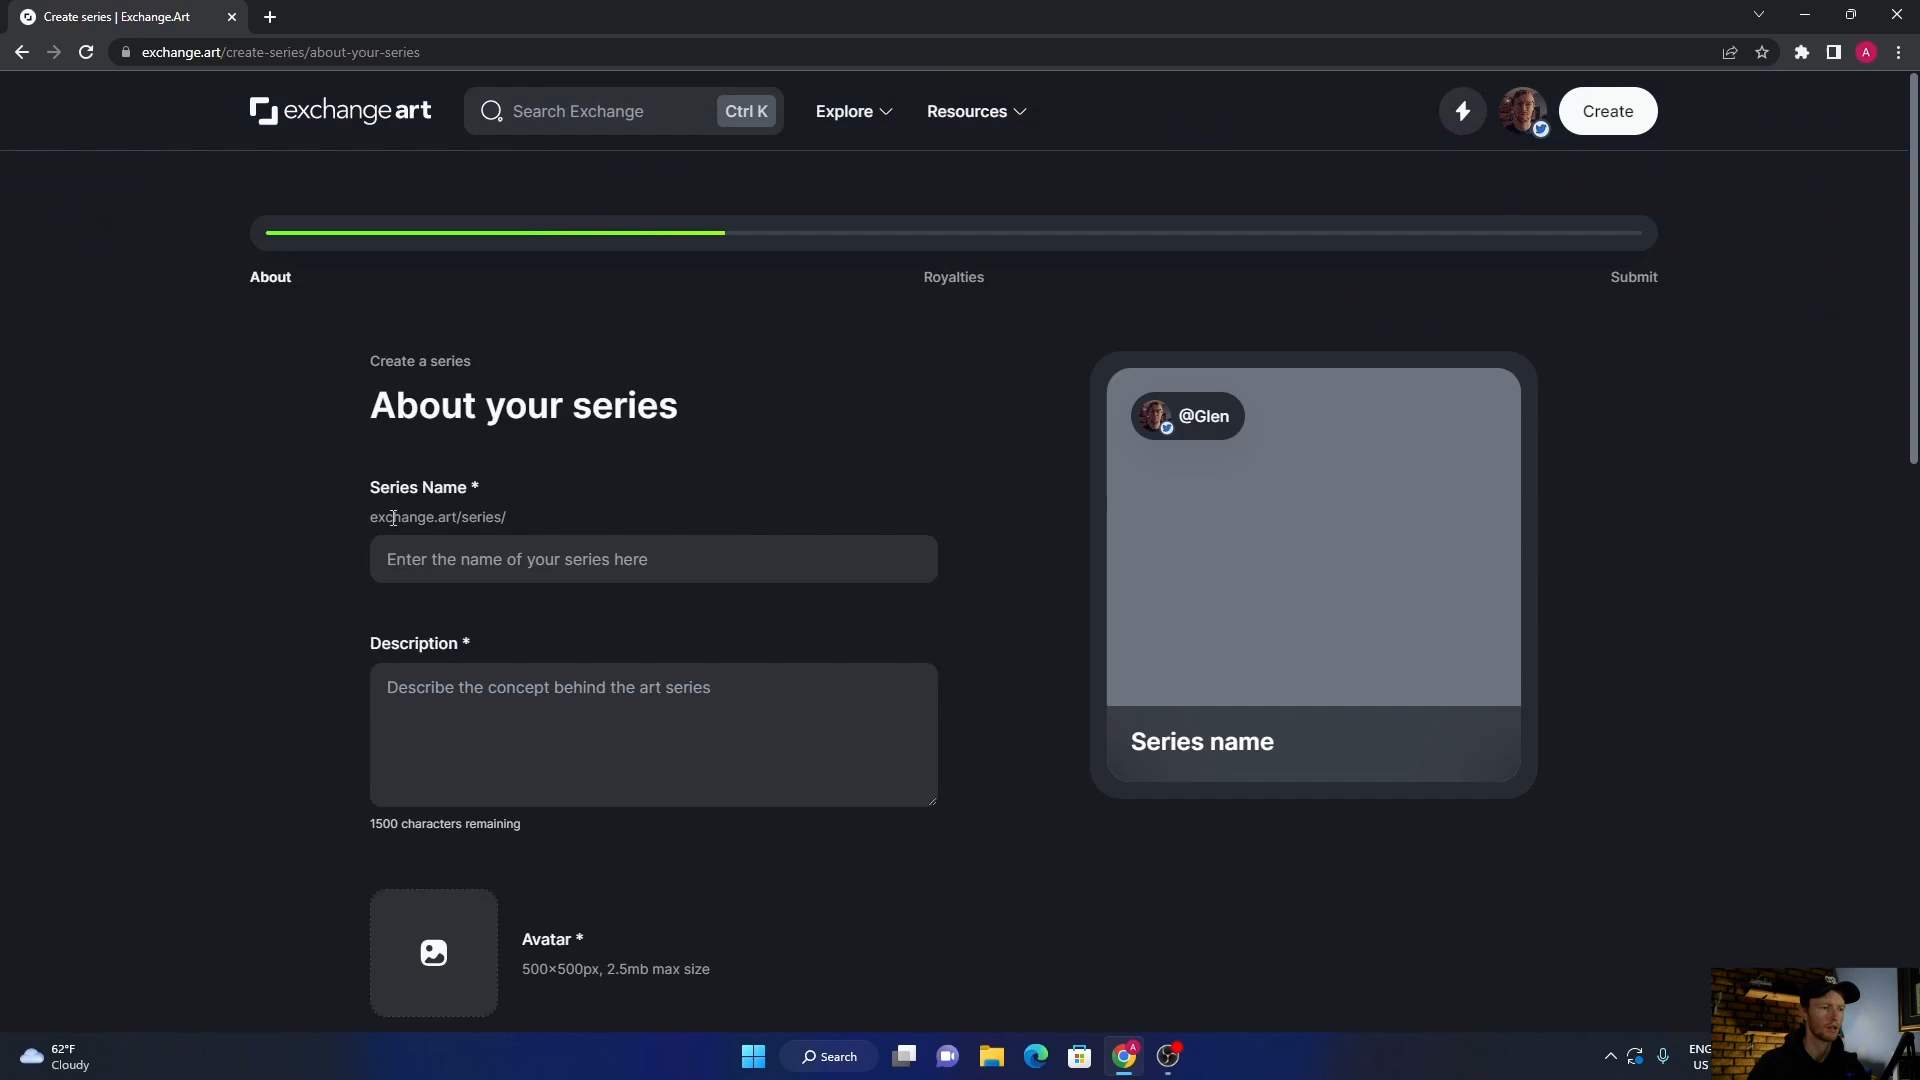 Create series | Exchange.Art
exchange.art/create-series/about-your-series
A
exchange art
Search Exchange
Ctrl K
Explore
Resources
Create
About
Royalties
Submit
Create a series
About your series
@Glen
Series Name *
exchange.art/series/
Enter the name of your series here
Description *
Describe the concept behind the art series
Series name
1500 characters remaining
Avatar *
500×500px, 2.5mb max size
62°F
Cloudy
Search
A
ENG
US